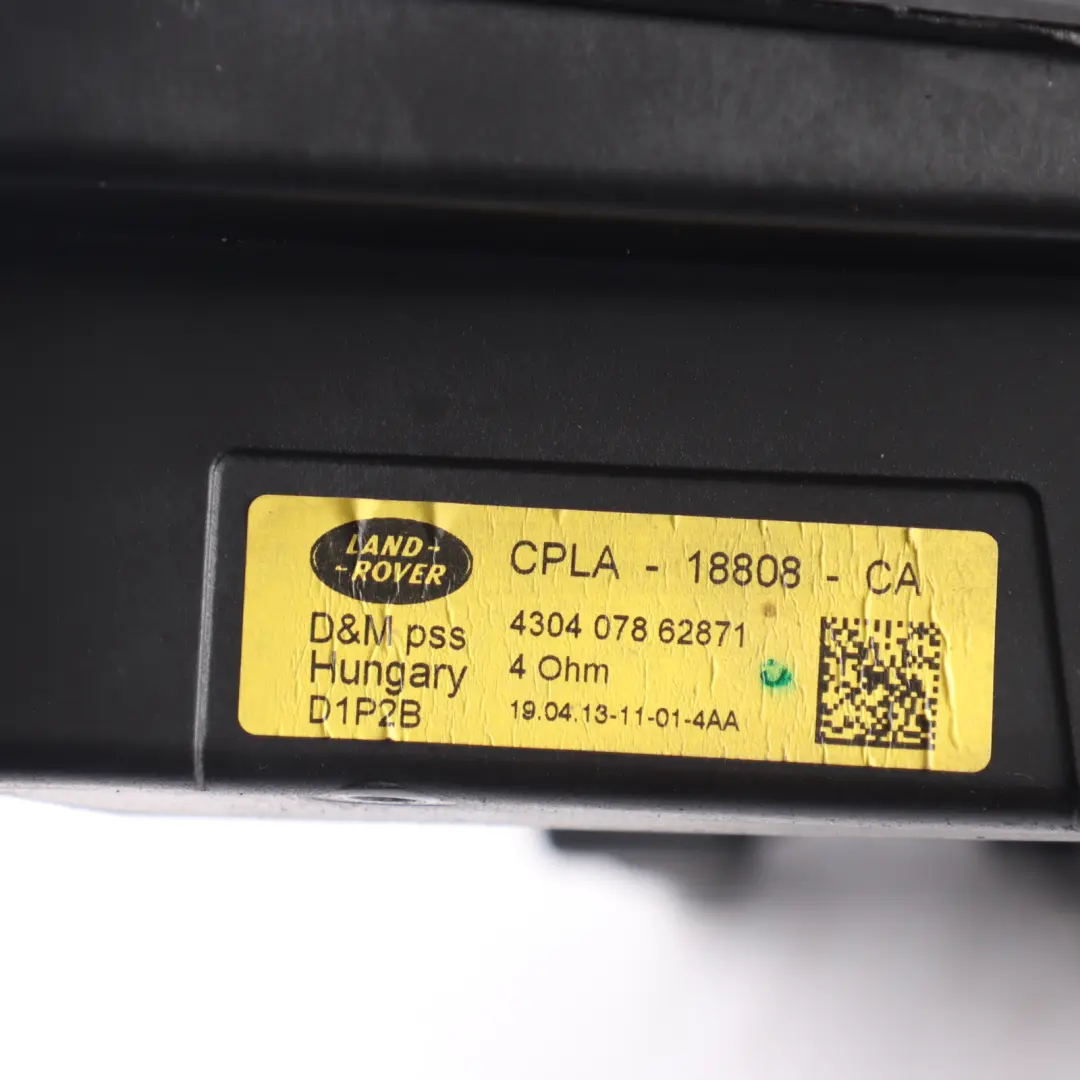 LAND-
-ROVER
CPLA - 18808 - CA
D&M pss
Hungary
D1P2B
4304 078 62871
4 Ohm
19.04.13-11-01-4AA